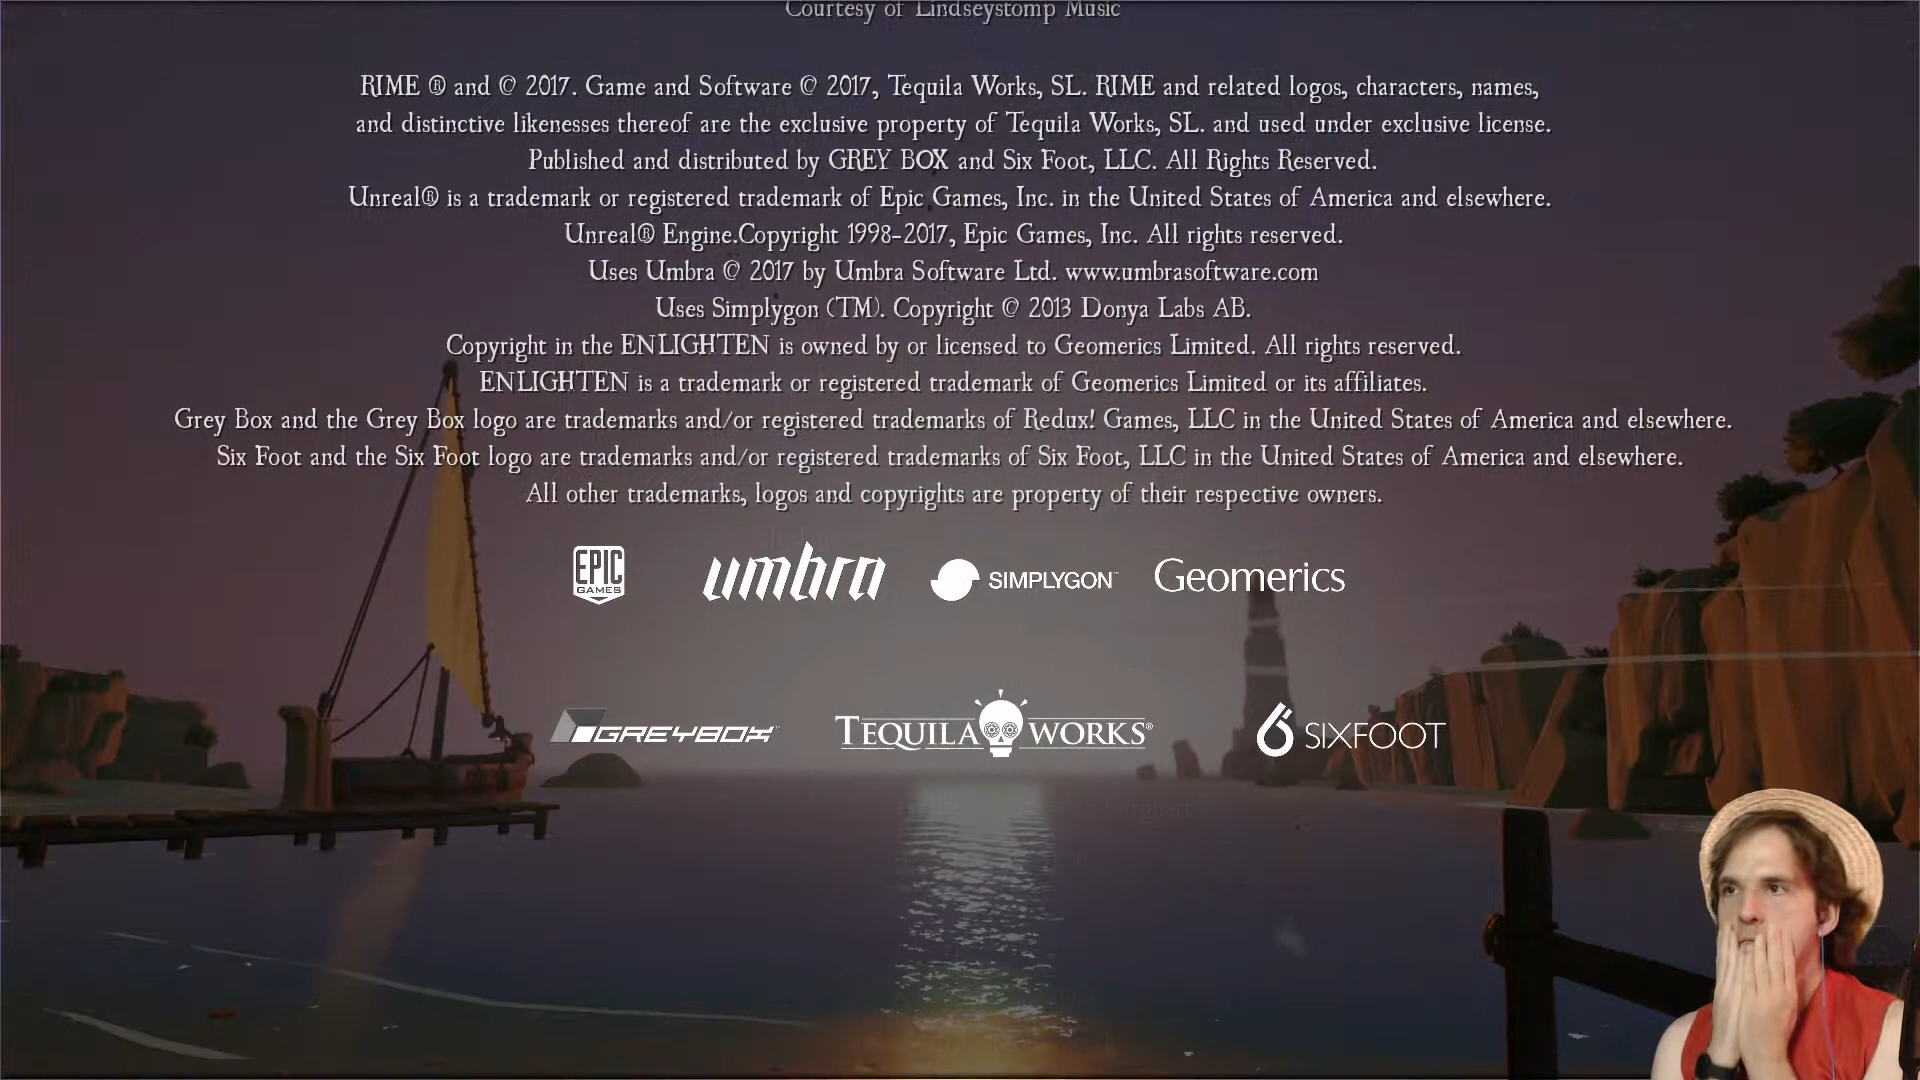 Courtesy of Lindseystomp Music
RIME ® and © 2017. Game and Software © 2017, Tequila Works, SL. RIME and related logos, characters, names,
and distinctive likenesses thereof are the exclusive property of Tequila Works, SL. and used under exclusive license.
Published and distributed by GREY BOX and Six Foot, LLC. All Rights Reserved.
Unreal® is a trademark or registered trademark of Epic Games, Inc. in the United States of America and elsewhere.
Unreal® Engine.Copyright 1998-2017, Epic Games, Inc. All rights reserved.
Uses Umbra © 2017 by Umbra Software Ltd. www.umbrasoftware.com
Uses Simplygon (TM). Copyright © 2013 Donya Labs AB.
Copyright in the ENLIGHTEN is owned by or licensed to Geomerics Limited. All rights reserved.
ENLIGHTEN is a trademark or registered trademark of Geomerics Limited or its affiliates.
Grey Box and the Grey Box logo are trademarks and/or registered trademarks of Redux! Games, LLC in the United States of America and elsewhere.
Six Foot and the Six Foot logo are trademarks and/or registered trademarks of Six Foot, LLC in the United States of America and elsewhere.
All other trademarks, logos and copyrights are property of their respective owners.
EPIC GAMES umbra SIMPLYGON™ Geomerics
GREYBOX™ TEQUILA WORKS® SIXFOOT